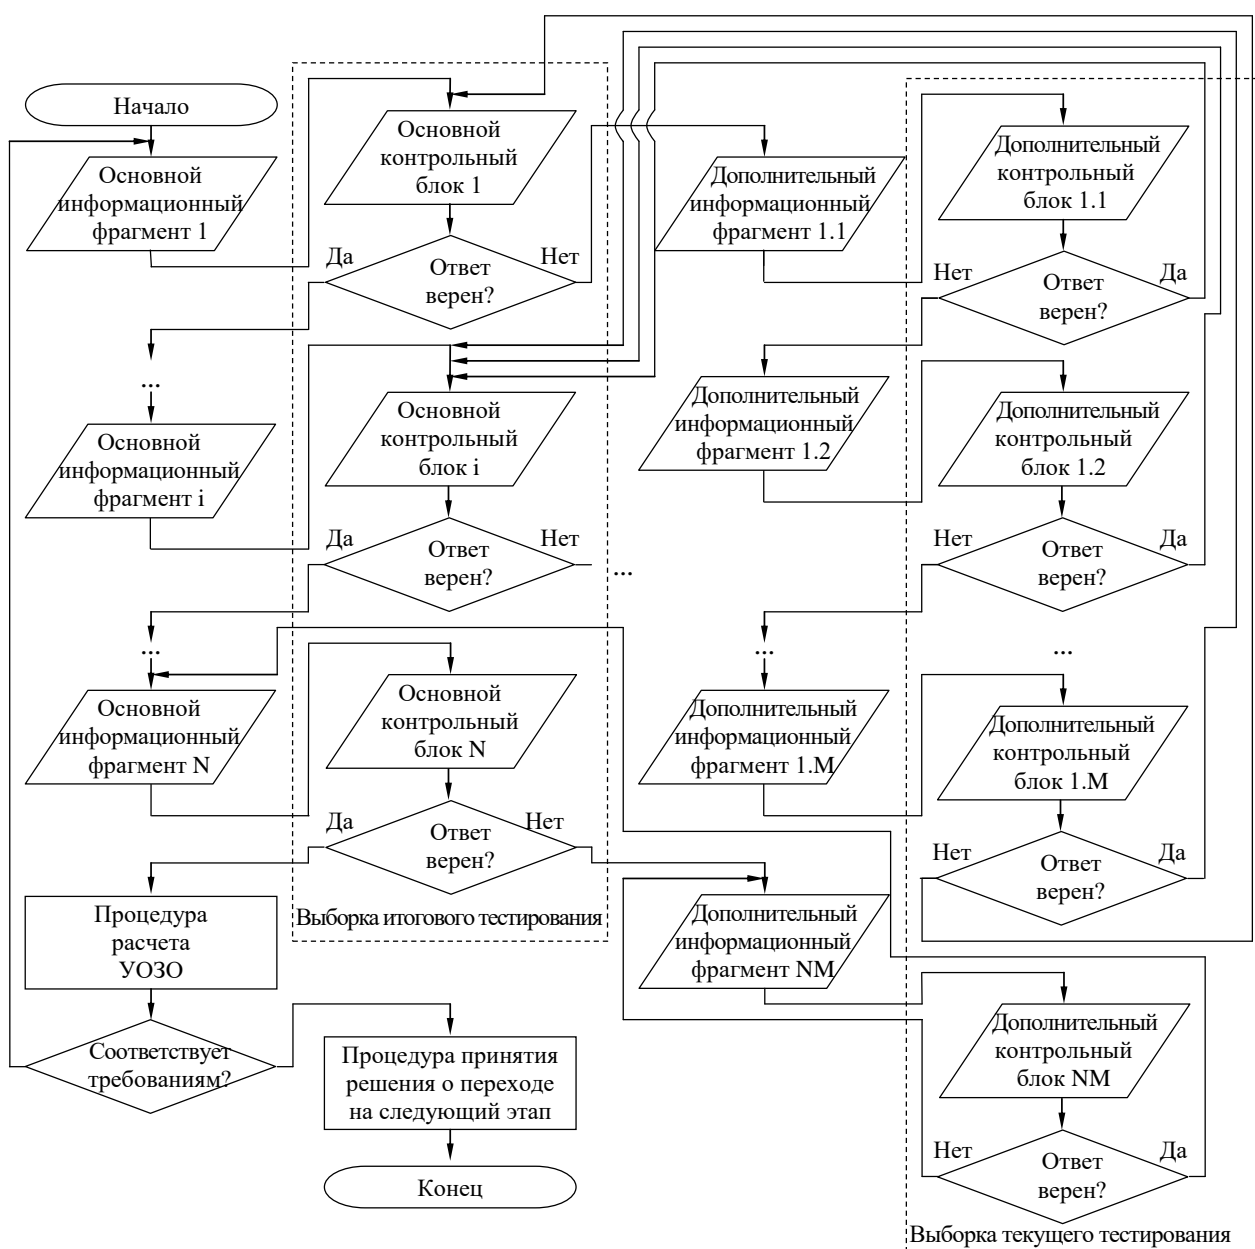 Начало
Основной
информационный
фрагмент 1
Основной
контрольный
блок 1
Да
Ответ
верен?
Нет
Дополнительный
информационный
фрагмент 1.1
Дополнительный
контрольный
блок 1.1
Нет
Ответ
верен?
Да
...
Основной
информационный
фрагмент i
Основной
контрольный
блок i
Да
Ответ
верен?
Нет
...
Дополнительный
информационный
фрагмент 1.2
Дополнительный
контрольный
блок 1.2
Нет
Ответ
верен?
Да
...
Основной
информационный
фрагмент N
Основной
контрольный
блок N
Да
Ответ
верен?
Нет
Выборка итогового тестирования
...
Дополнительный
информационный
фрагмент 1.M
...
Дополнительный
контрольный
блок 1.M
Нет
Ответ
верен?
Да
Процедура
расчета
УОЗО
Соответствует
требованиям?
Процедура принятия
решения о переходе
на следующий этап
Конец
Дополнительный
информационный
фрагмент NM
Дополнительный
контрольный
блок NM
Нет
Ответ
верен?
Да
Выборка текущего тестирования